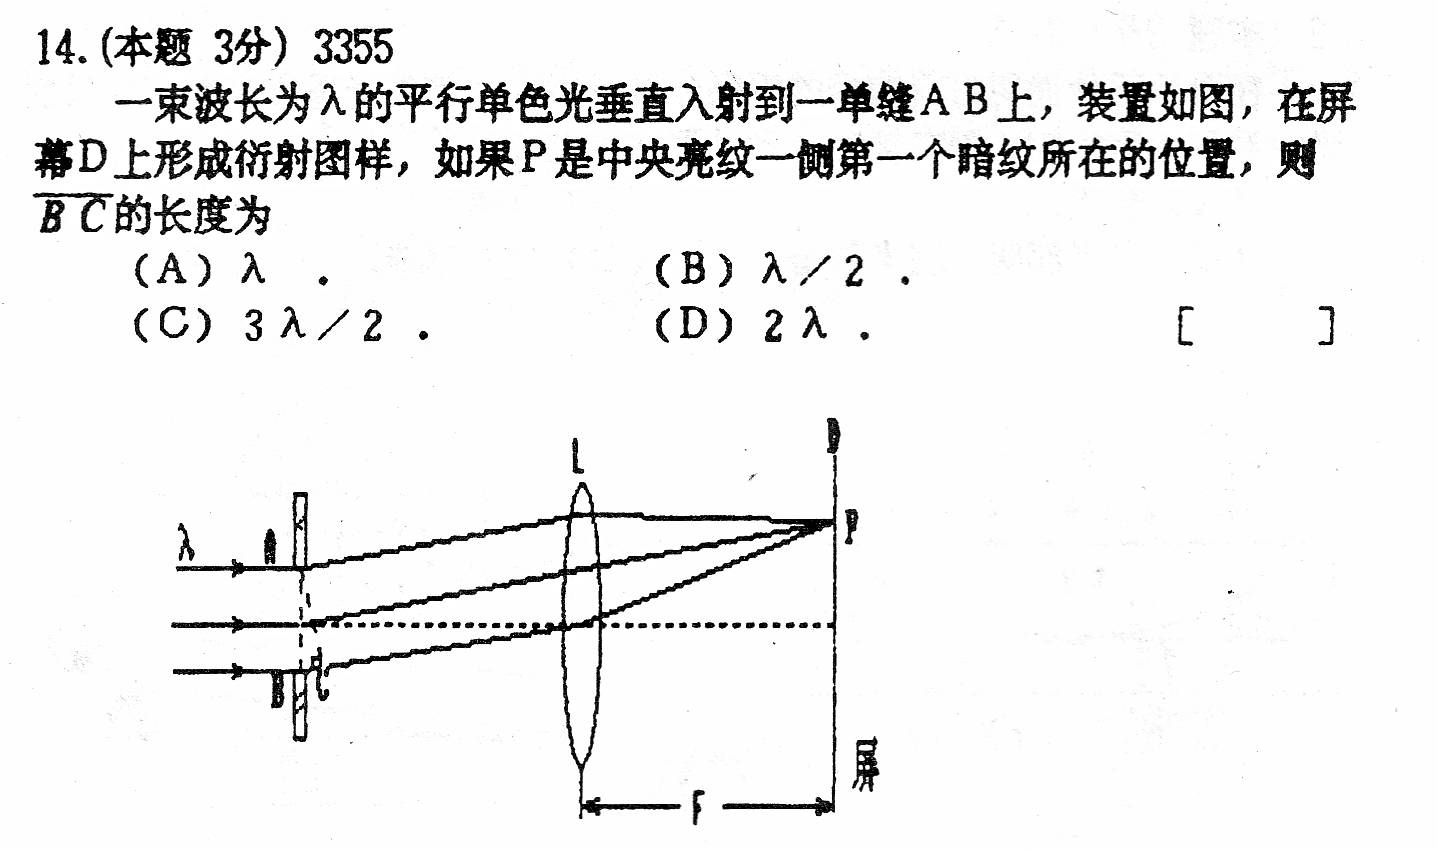 14.(本题 3分) 3355
一束波长为λ的平行单色光垂直入射到一单缝AB上，装置如图，在屏
幕D上形成衍射图样，如果P是中央亮纹一侧第一个暗纹所在的位置，则
BC的长度为
(A) λ . (B) λ／2 .
(C) 3λ／2 . (D) 2λ . [ ]
L
D
λ A P
B C
屏
F